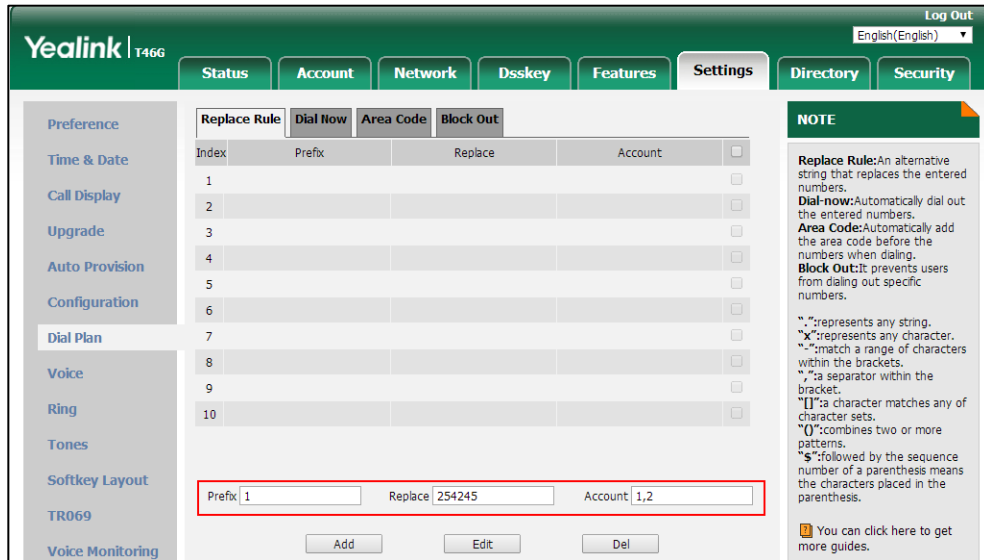 Log Out
Yealink T46G
English(English)
Status Account Network Dsskey Features Settings Directory Security
Preference
Time & Date
Call Display
Upgrade
Auto Provision
Configuration
Dial Plan
Voice
Ring
Tones
Softkey Layout
TR069
Voice Monitoring
Replace Rule Dial Now Area Code Block Out
Index Prefix Replace Account
1
2
3
4
5
6
7
8
9
10
Prefix 1 Replace 254245 Account 1,2
Add Edit Del
NOTE
Replace Rule:An alternative
string that replaces the entered
numbers.
Dial-now:Automatically dial out
the entered numbers.
Area Code:Automatically add
the area code before the
numbers when dialing.
Block Out:It prevents users
from dialing out specific
numbers.
".":represents any string.
"x":represents any character.
"-":match a range of characters
within the brackets.
",":a separator within the
bracket.
"[]":a character matches any of
character sets.
"()":combines two or more
patterns.
"$":followed by the sequence
number of a parenthesis means
the characters placed in the
parenthesis.
You can click here to get
more guides.